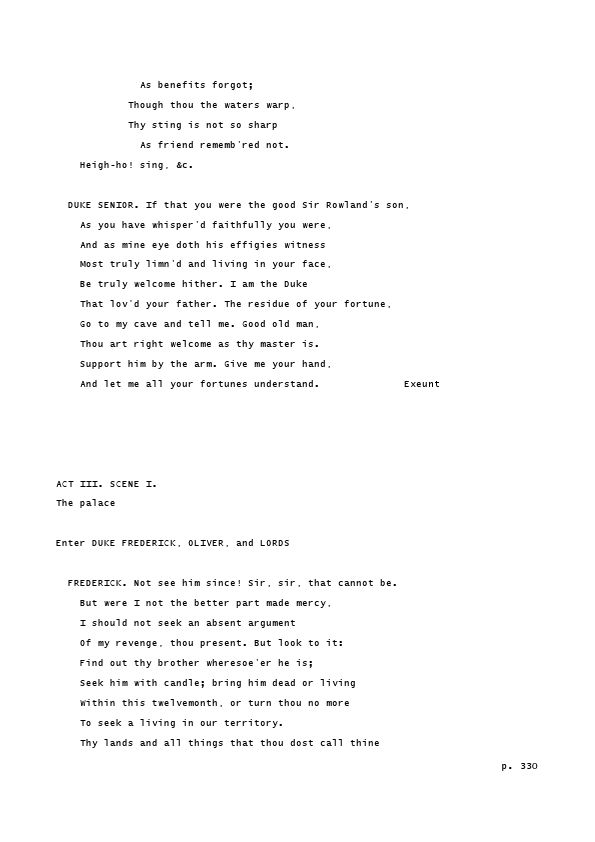 As benefits forgot;
Though thou the waters warp,
Thy sting is not so sharp
As friend rememb'red not.
Heigh-ho! sing, &c.
DUKE SENIOR. If that you were the good Sir Rowland's son,
As you have whisper'd faithfully you were,
And as mine eye doth his effigies witness
Most truly limn'd and living in your face,
Be truly welcome hither. I am the Duke
That lov'd your father. The residue of your fortune,
Go to my cave and tell me. Good old man,
Thou art right welcome as thy master is.
Support him by the arm. Give me your hand,
And let me all your fortunes understand. Exeunt
ACT III. SCENE I.
The palace
Enter DUKE FREDERICK, OLIVER, and LORDS
FREDERICK. Not see him since! Sir, sir, that cannot be.
But were I not the better part made mercy,
I should not seek an absent argument
Of my revenge, thou present. But look to it:
Find out thy brother wheresoe'er he is;
Seek him with candle; bring him dead or living
Within this twelvemonth, or turn thou no more
To seek a living in our territory.
Thy lands and all things that thou dost call thine
p. 330